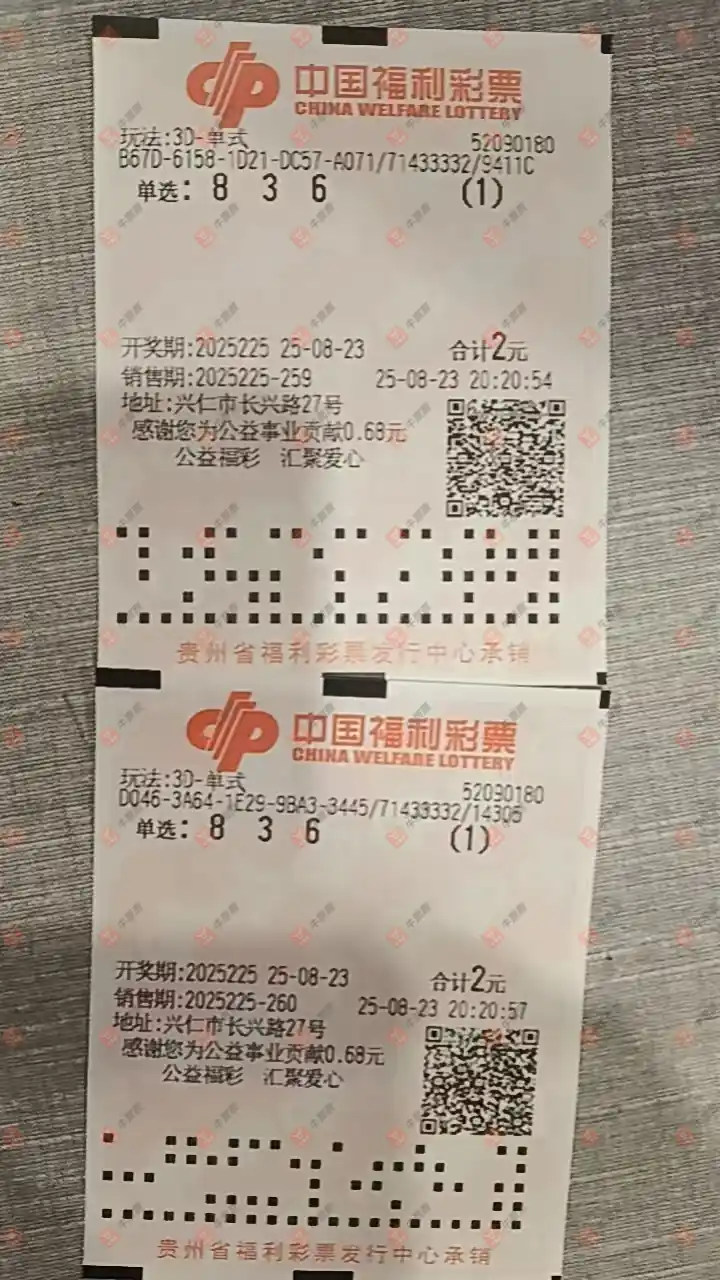 中国福利彩票
CHINA WELFARE LOTTERY
玩法:3D-单式 52090180
B67D-6158-1D21-DC57-A071/71433332/9411C
单选: 8 3 6 (1)
开奖期:2025225 25-08-23 合计2元
销售期:2025225-259 25-08-23 20:20:54
地址:兴仁市长兴路27号
感谢您为公益事业贡献0.68元
公益福彩 汇聚爱心
贵州省福利彩票发行中心承销
中国福利彩票
CHINA WELFARE LOTTERY
玩法:3D-单式 52090180
D046-3A64-1E29-9BA3-3445/71433332/14306
单选: 8 3 6 (1)
开奖期:2025225 25-08-23 合计2元
销售期:2025225-260 25-08-23 20:20:57
地址:兴仁市长兴路27号
感谢您为公益事业贡献0.68元
公益福彩 汇聚爱心
贵州省福利彩票发行中心承销